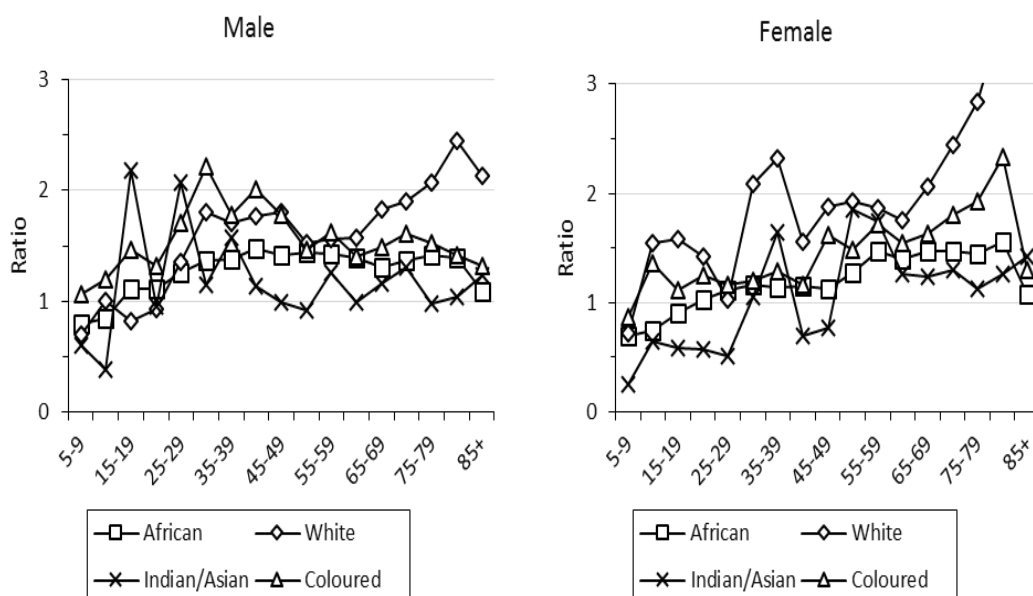 Male
3
2
1
0
Ratio
5-9
15-19
25-29
35-39
45-49
55-59
65-69
75-79
85+
African
White
Indian/Asian
Coloured
Female
3
2
1
0
Ratio
5-9
15-19
25-29
35-39
45-49
55-59
65-69
75-79
85+
African
White
Indian/Asian
Coloured